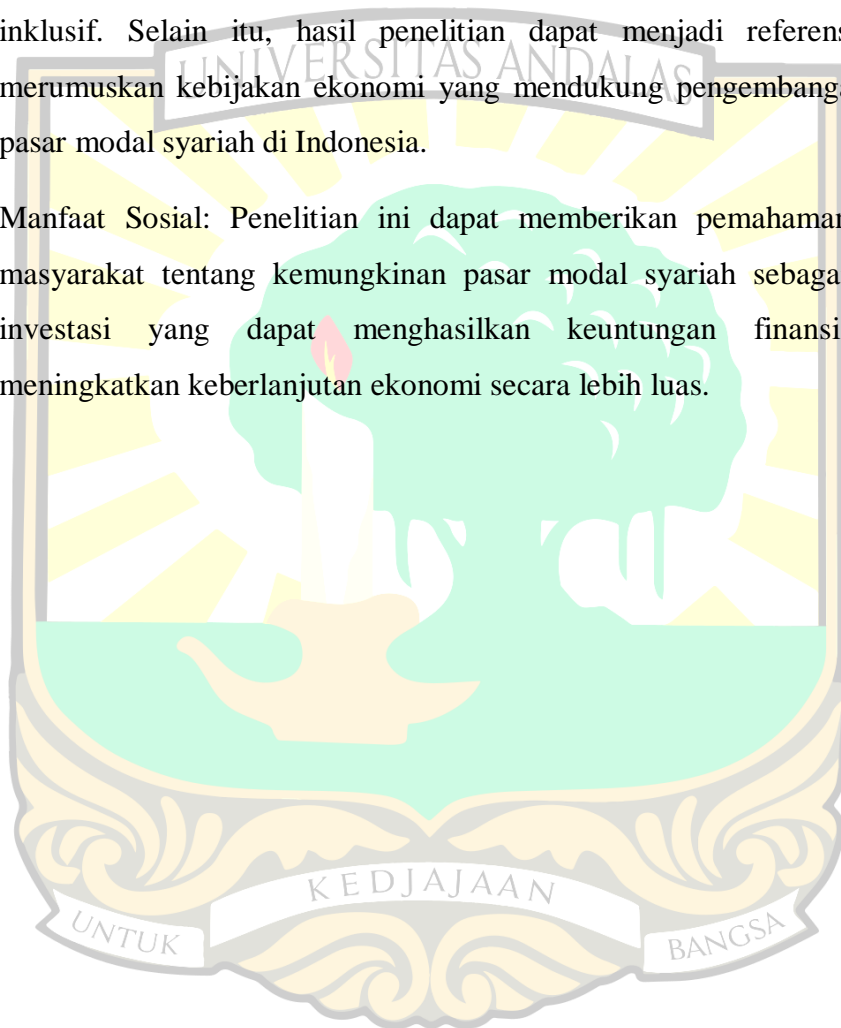 inklusif. Selain itu, hasil penelitian dapat menjadi referens
UNIVERSITAS ANDALAS
merumuskan kebijakan ekonomi yang mendukung pengembanga
pasar modal syariah di Indonesia.
Manfaat Sosial: Penelitian ini dapat memberikan pemahaman
masyarakat tentang kemungkinan pasar modal syariah sebaga
investasi yang dapat menghasilkan keuntungan finansi
meningkatkan keberlanjutan ekonomi secara lebih luas.
UNTUK KEDJAJAAN BANGSA